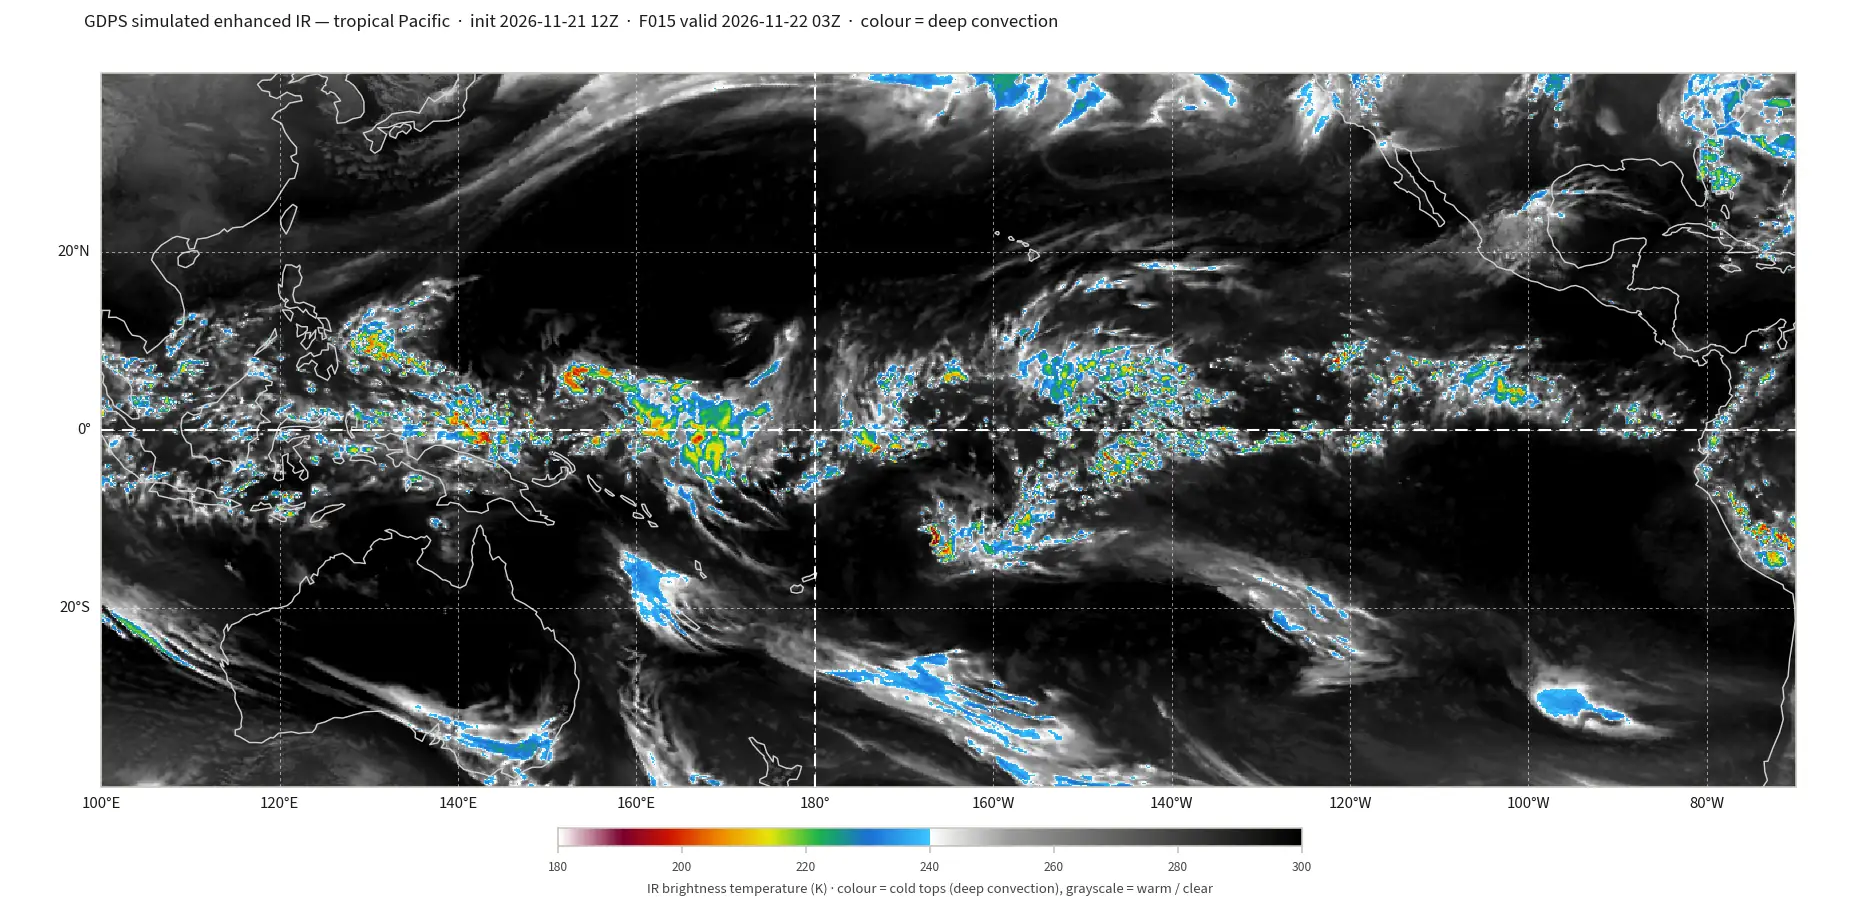 GDPS simulated enhanced IR — tropical Pacific · init 2026-11-21 12Z · F015 valid 2026-11-22 03Z · colour = deep convection
20°N
0°
20°S
100°E 120°E 140°E 160°E 180° 160°W 140°W 120°W 100°W 80°W
180 200 220 240 260 280 300
IR brightness temperature (K) · colour = cold tops (deep convection), grayscale = warm / clear